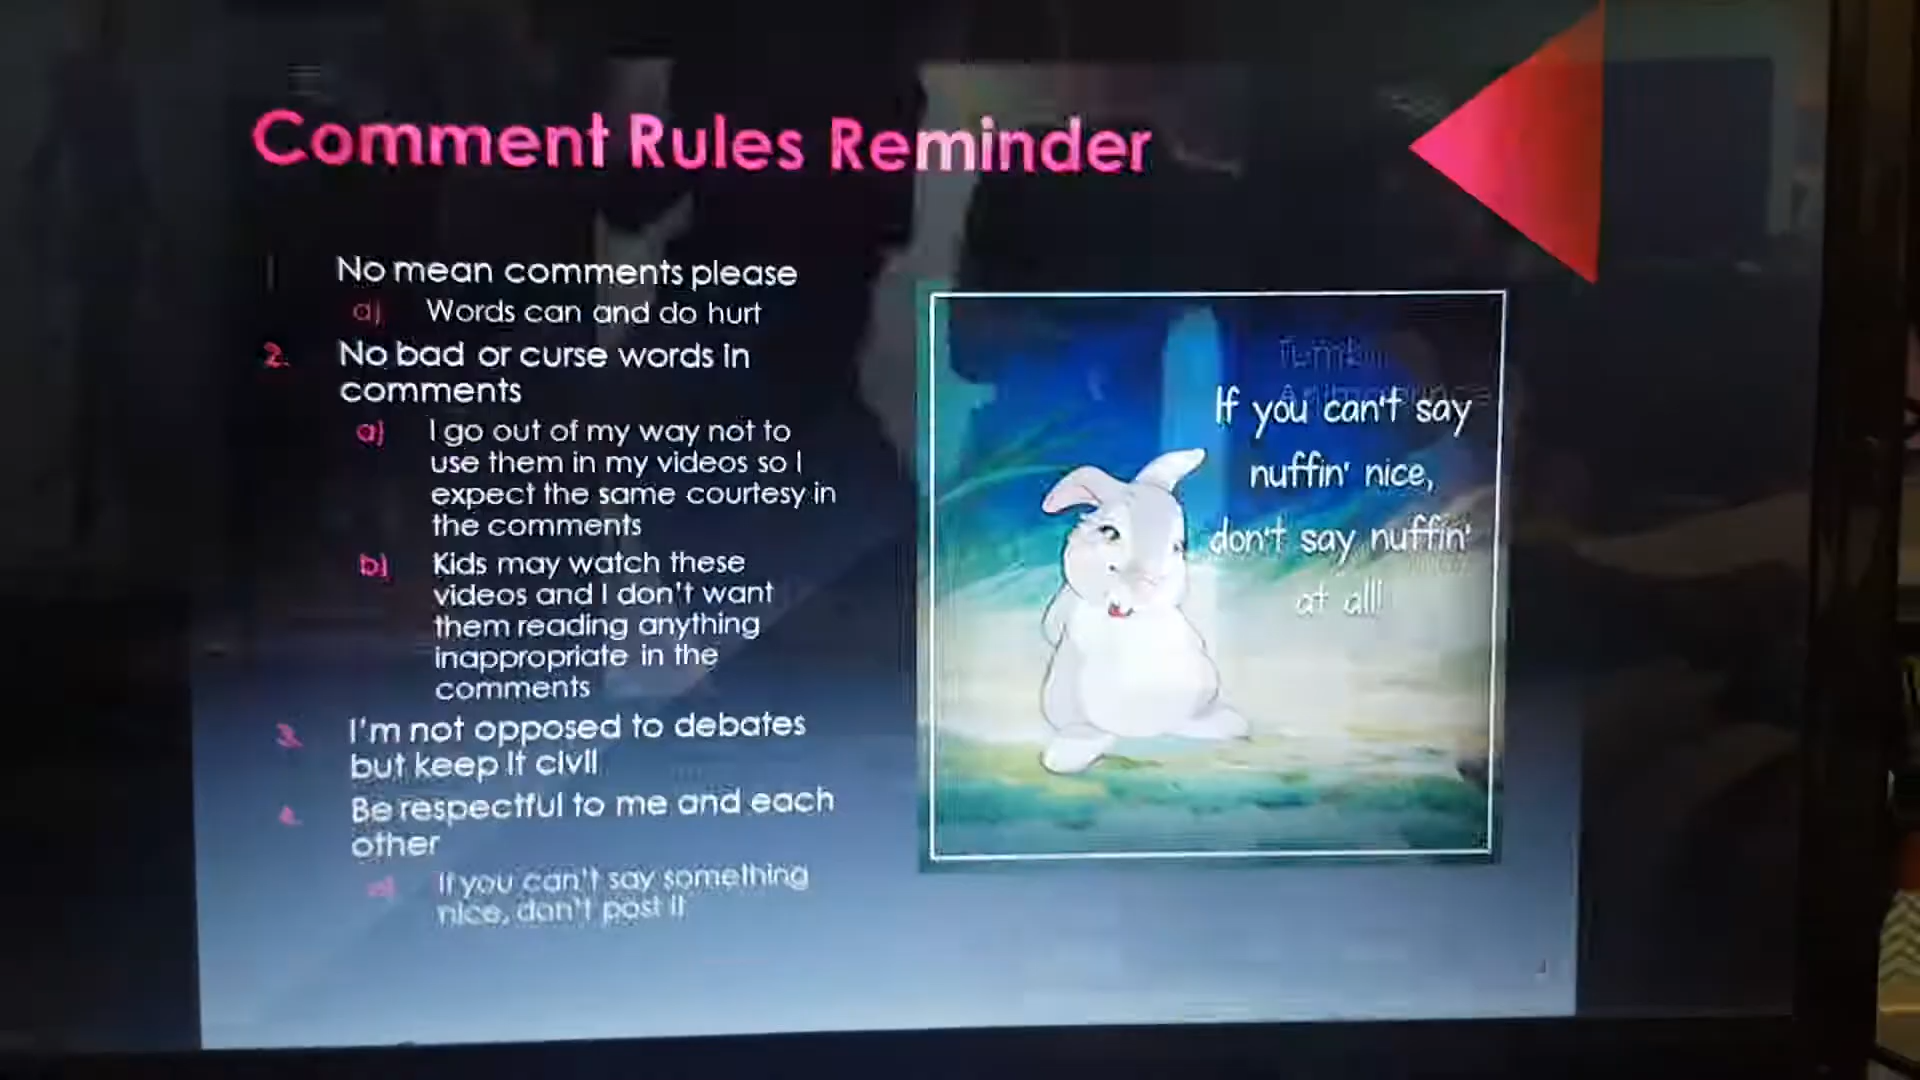 Comment Rules Reminder
No mean comments please
a) Words can and do hurt
2. No bad or curse words in
comments
a) I go out of my way not to
use them in my videos so I
expect the same courtesy in
the comments
b) Kids may watch these
videos and I don't want
them reading anything
inappropriate in the
comments
3. I'm not opposed to debates
but keep it civil
4. Be respectful to me and each
other
a) If you can't say something
nice, don't post it
If you can't say
nuffin' nice,
don't say nuffin'
at all!